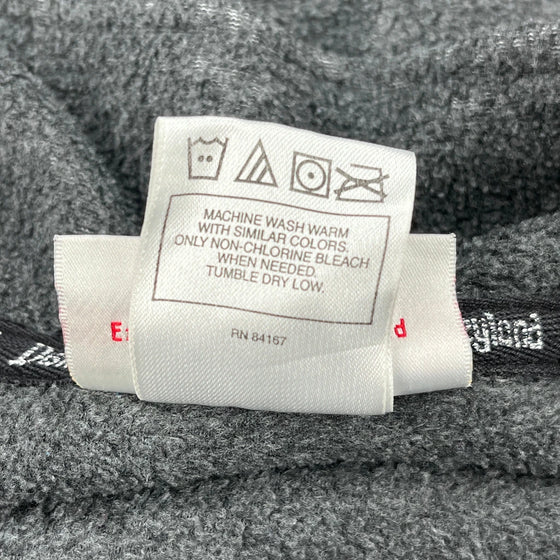 MACHINE WASH WARM
WITH SIMILAR COLORS.
ONLY NON-CHLORINE BLEACH
WHEN NEEDED.
TUMBLE DRY LOW.
RN 84167